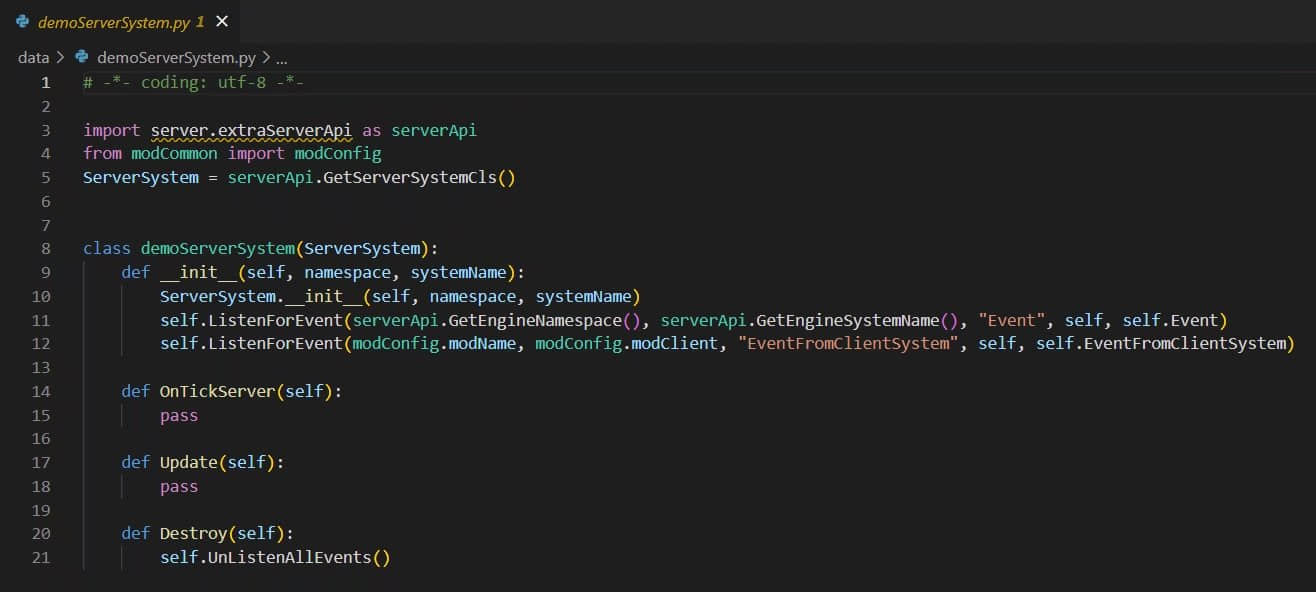 demoServerSystem.py 1 ×
data > demoServerSystem.py > ...
1 # -*- coding: utf-8 -*-
2
3 import server.extraServerApi as serverApi
4 from modCommon import modConfig
5 ServerSystem = serverApi.GetServerSystemCls()
6
7
8 class demoServerSystem(ServerSystem):
9     def __init__(self, namespace, systemName):
10         ServerSystem.__init__(self, namespace, systemName)
11         self.ListenForEvent(serverApi.GetEngineNamespace(), serverApi.GetEngineSystemName(), "Event", self, self.Event)
12         self.ListenForEvent(modConfig.modName, modConfig.modClient, "EventFromClientSystem", self, self.EventFromClientSystem)
13
14     def OnTickServer(self):
15         pass
16
17     def Update(self):
18         pass
19
20     def Destroy(self):
21         self.UnListenAllEvents()